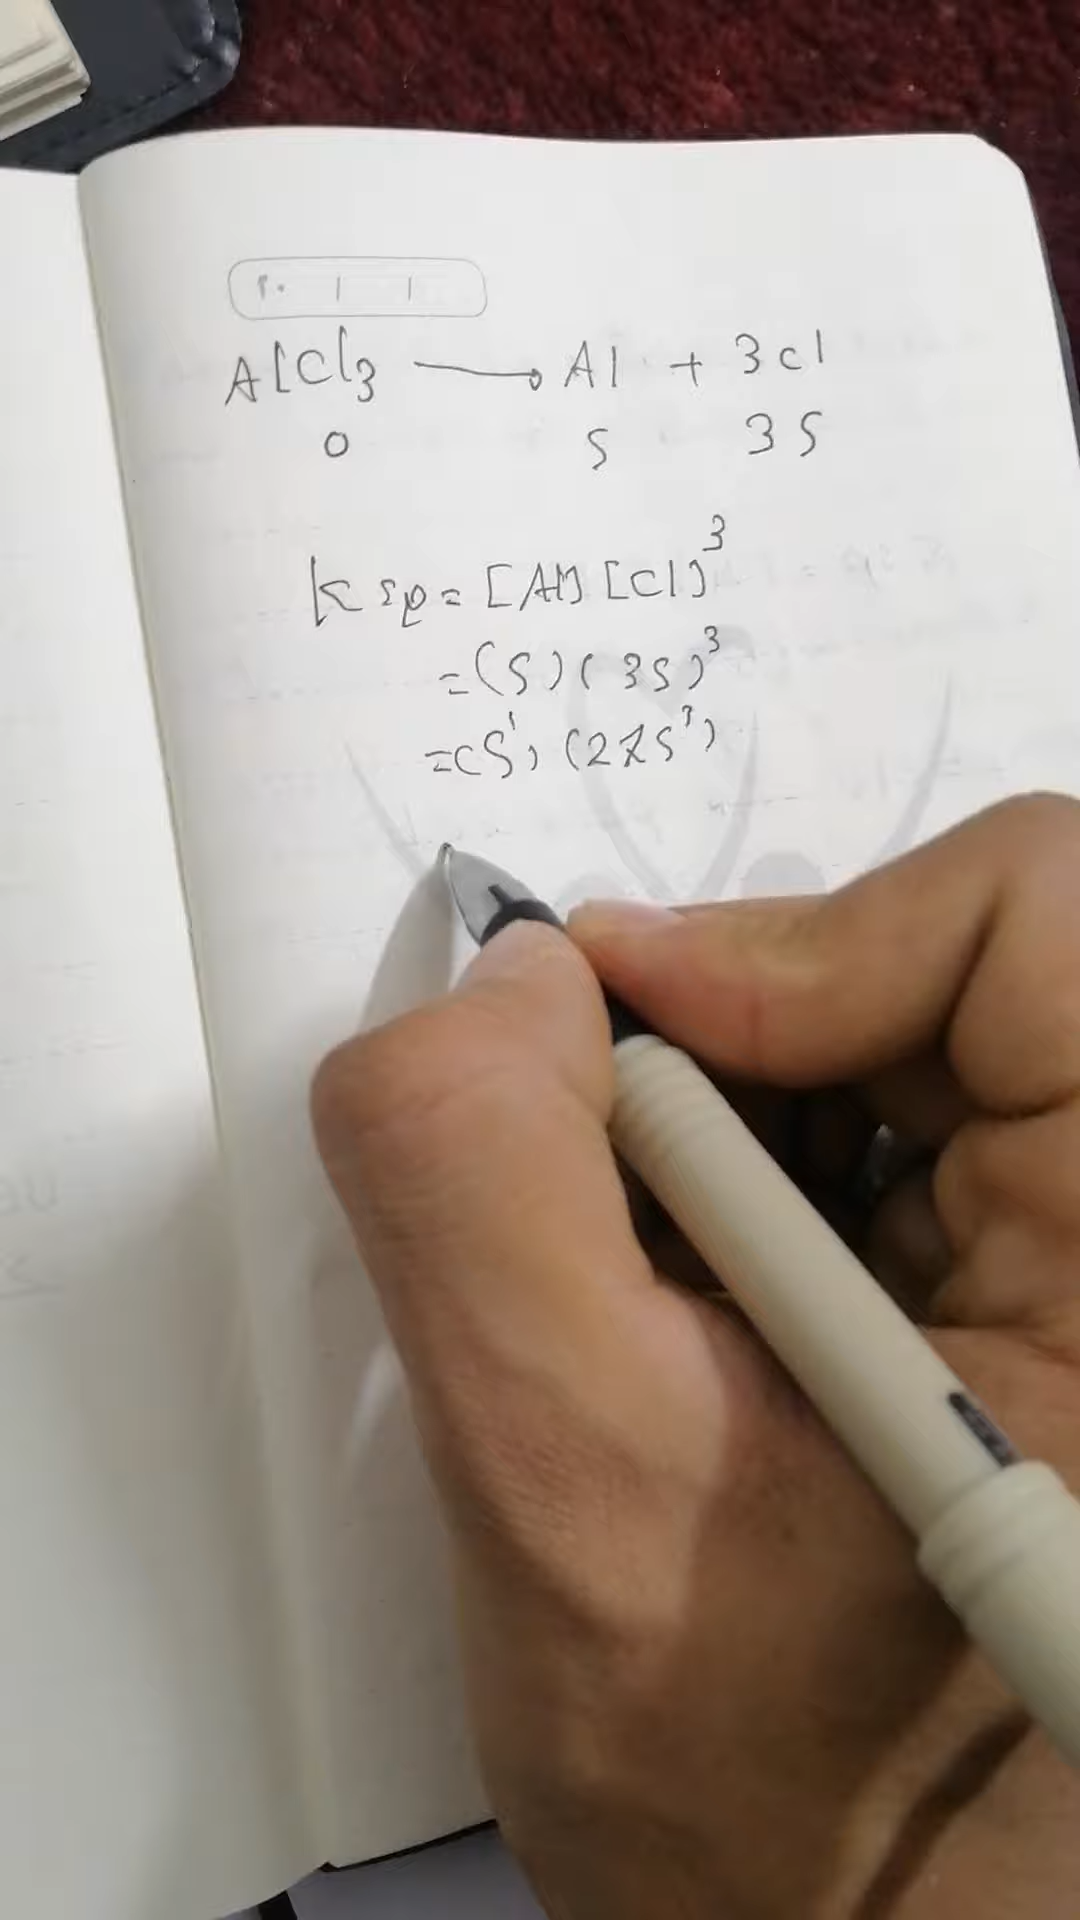 AlCl3 → Al + 3Cl
0 S 3S
Ksp = [Al] [Cl]³
= (S) (3S)³
= (S¹) (27S³)